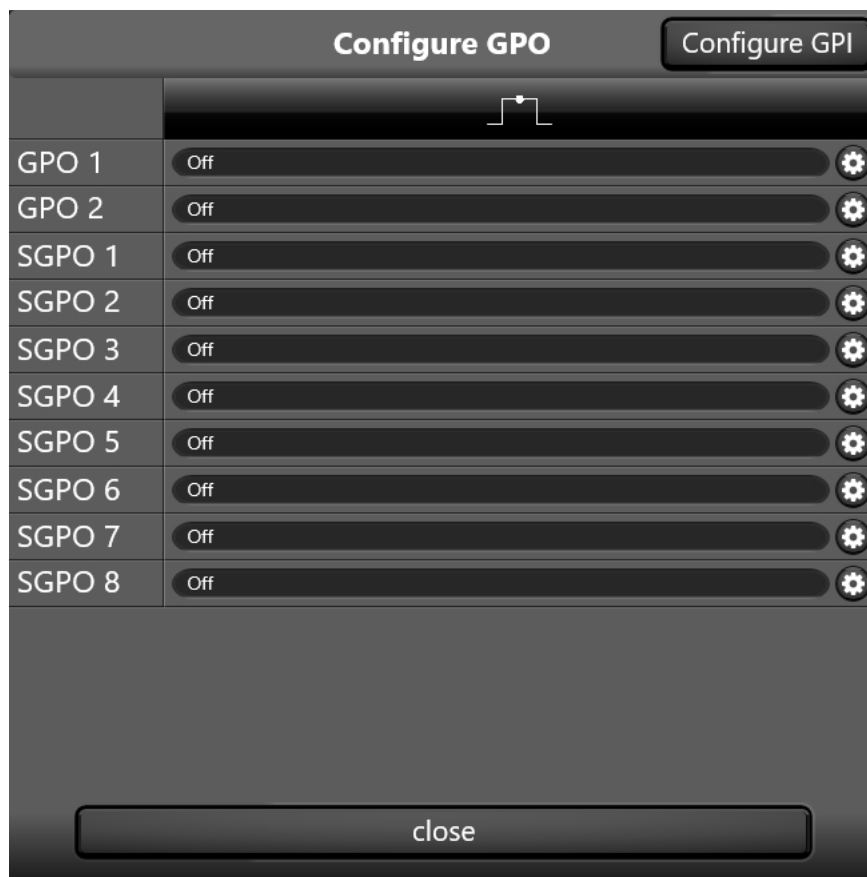 Configure GPO
Configure GPI
GPO 1 Off
GPO 2 Off
SGPO 1 Off
SGPO 2 Off
SGPO 3 Off
SGPO 4 Off
SGPO 5 Off
SGPO 6 Off
SGPO 7 Off
SGPO 8 Off
close